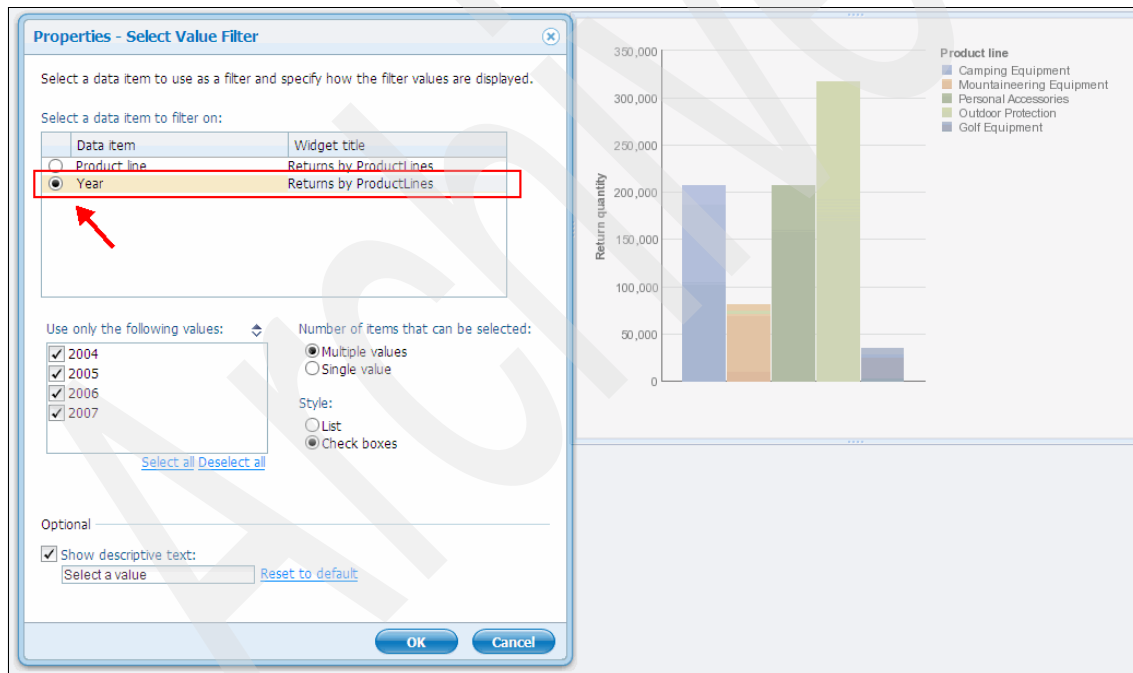 Properties - Select Value Filter
Select a data item to use as a filter and specify how the filter values are displayed.
Select a data item to filter on:
Data item Widget title
Product line Returns by ProductLines
Year Returns by ProductLines
Use only the following values:
2004
2005
2006
2007
Select all Deselect all
Number of items that can be selected:
Multiple values
Single value
Style:
List
Check boxes
Optional
Show descriptive text:
Select a value Reset to default
OK Cancel
350,000
300,000
250,000
200,000
150,000
100,000
50,000
0
Return quantity
Product line
Camping Equipment
Mountaineering Equipment
Personal Accessories
Outdoor Protection
Golf Equipment